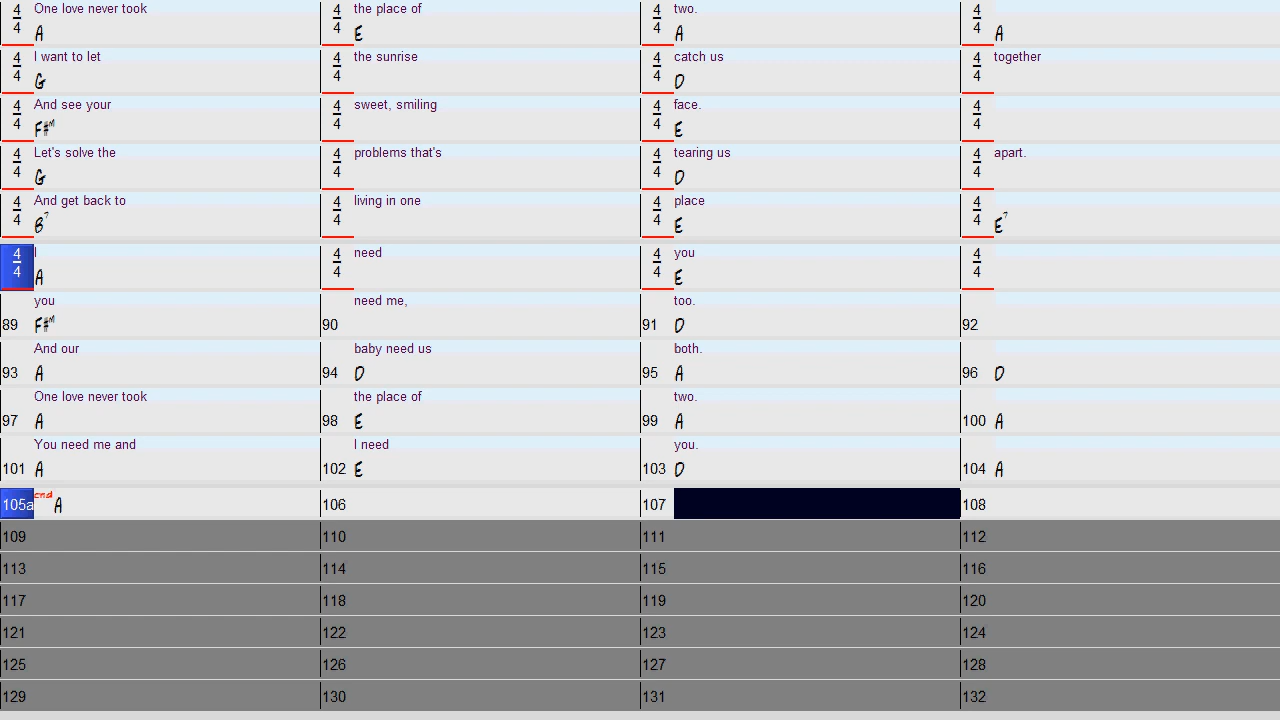 4/4 One love never took 4/4 the place of 4/4 two. 4/4
A E A A
4/4 I want to let 4/4 the sunrise 4/4 catch us 4/4 together
G D
4/4 And see your 4/4 sweet, smiling 4/4 face. 4/4
F#m E
4/4 Let's solve the 4/4 problems that's 4/4 tearing us 4/4 apart.
G D
4/4 And get back to 4/4 living in one 4/4 place 4/4
B7 E E7
4/4 I 4/4 need 4/4 you 4/4
A E
you need me, too.
89 F#m 90 91 D 92
And our baby need us both.
93 A 94 D 95 A 96 D
One love never took the place of two.
97 A 98 E 99 A 100 A
You need me and I need you.
101 A 102 E 103 D 104 A
105a end A 106 107 108
109 110 111 112
113 114 115 116
117 118 119 120
121 122 123 124
125 126 127 128
129 130 131 132